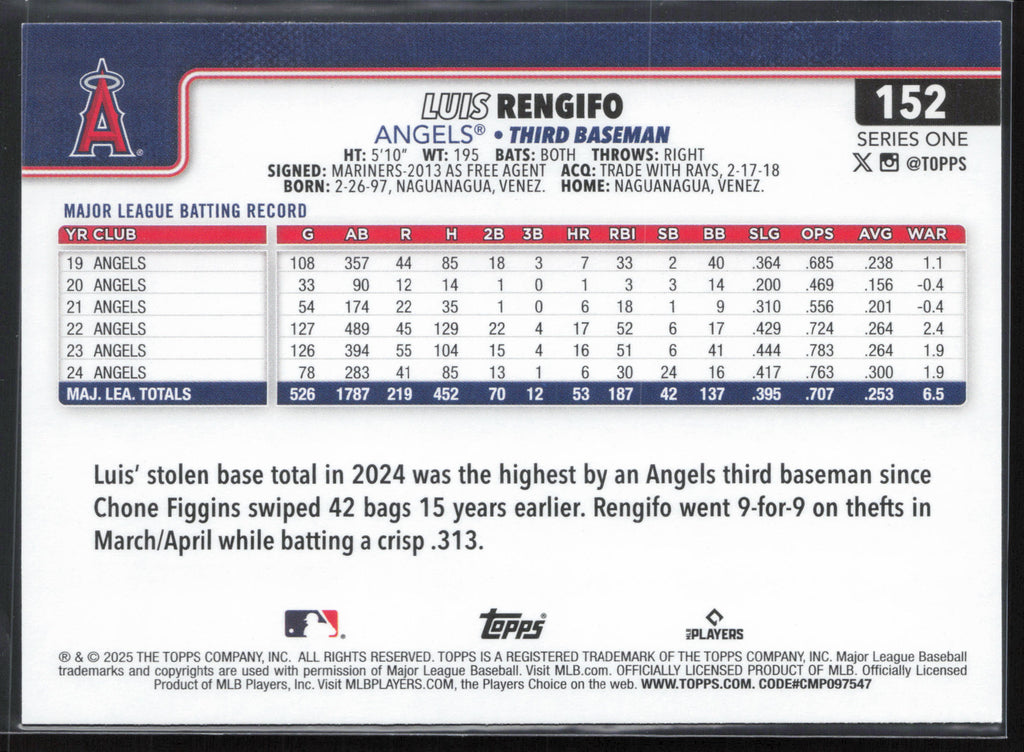 A
152
LUIS RENGIFO
SERIES ONE
ANGELS® • THIRD BASEMAN
X @TOPPS
HT: 5'10" WT: 195 BATS: BOTH THROWS: RIGHT
SIGNED: MARINERS-2013 AS FREE AGENT ACQ: TRADE WITH RAYS, 2-17-18
BORN: 2-26-97, NAGUANAGUA, VENEZ. HOME: NAGUANAGUA, VENEZ.
MAJOR LEAGUE BATTING RECORD
YR CLUB G AB R H 2B 3B HR RBI SB BB SLG OPS AVG WAR
19 ANGELS 108 357 44 85 18 3 7 33 2 40 .364 .685 .238 1.1
20 ANGELS 33 90 12 14 1 0 1 3 3 14 .200 .469 .156 -0.4
21 ANGELS 54 174 22 35 1 0 6 18 1 9 .310 .556 .201 -0.4
22 ANGELS 127 489 45 129 22 4 17 52 6 17 .429 .724 .264 2.4
23 ANGELS 126 394 55 104 15 4 16 51 6 41 .444 .783 .264 1.9
24 ANGELS 78 283 41 85 13 1 6 30 24 16 .417 .763 .300 1.9
MAJ. LEA. TOTALS 526 1787 219 452 70 12 53 187 42 137 .395 .707 .253 6.5
Luis' stolen base total in 2024 was the highest by an Angels third baseman since
Chone Figgins swiped 42 bags 15 years earlier. Rengifo went 9-for-9 on thefts in
March/April while batting a crisp .313.
Topps®
MLB PLAYERS
® & © 2025 THE TOPPS COMPANY, INC. ALL RIGHTS RESERVED. TOPPS IS A REGISTERED TRADEMARK OF THE TOPPS COMPANY, INC. Major League Baseball
trademarks and copyrights are used with permission of Major League Baseball. Visit MLB.com. OFFICIALLY LICENSED PRODUCT OF MLB. Officially Licensed
Product of MLB Players, Inc. Visit MLBPLAYERS.COM, the Players Choice on the web. WWW.TOPPS.COM. CODE#CMP097547